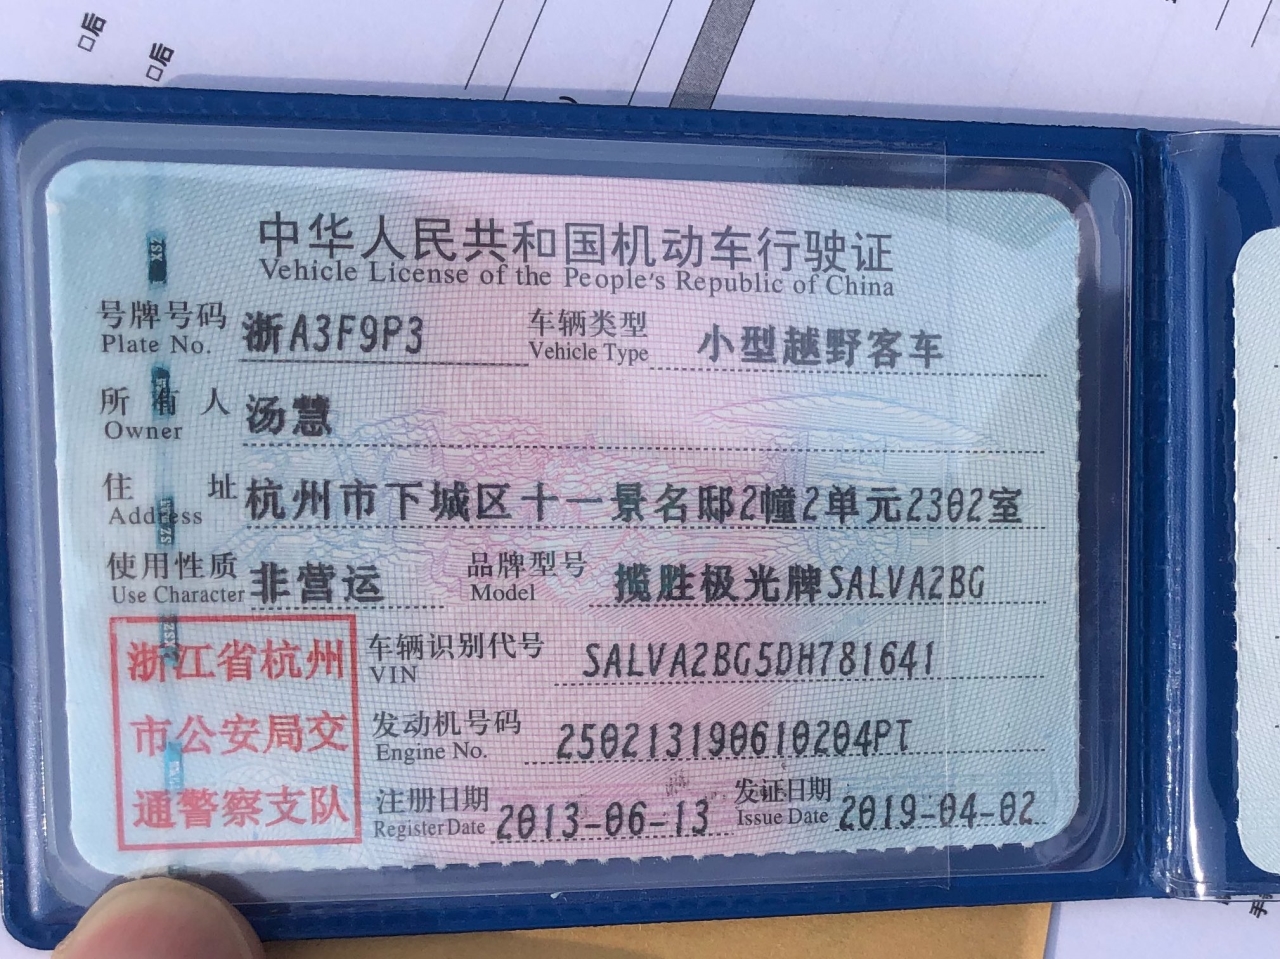 □后
□后
中华人民共和国机动车行驶证
Vehicle License of the People's Republic of China
号牌号码 浙A3F9P3 车辆类型 小型越野客车
Plate No. Vehicle Type
所有人 汤慧
Owner
住址 杭州市下城区十一景名邸2幢2单元2302室
Address
使用性质 非营运 品牌型号 揽胜极光牌SALVA2BG
Use Character Model
浙江省杭州
市公安局交
通警察支队
车辆识别代号 SALVA2BG5DH781641
VIN
发动机号码 250213190610204PT
Engine No.
注册日期 2013-06-13 发证日期 2019-04-02
Register Date Issue Date